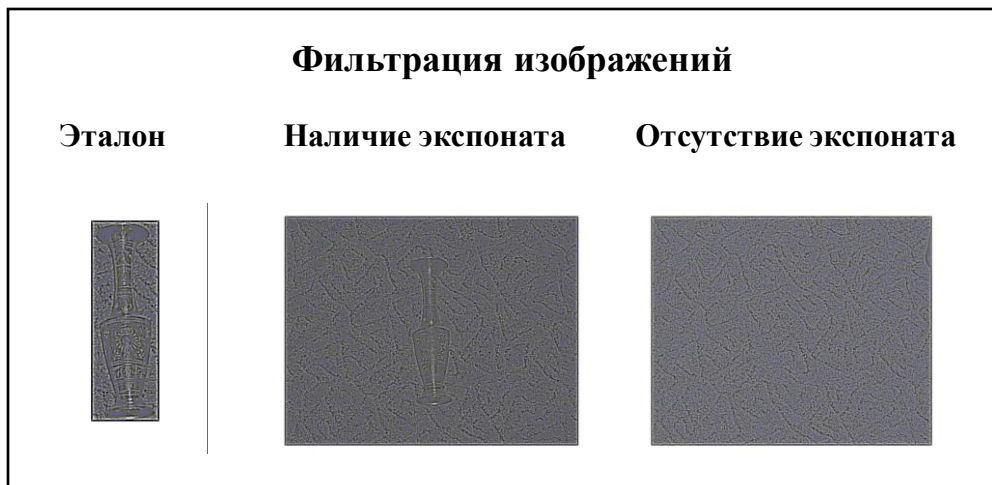 Фильтрация изображений
Эталон
Наличие экспоната
Отсутствие экспоната